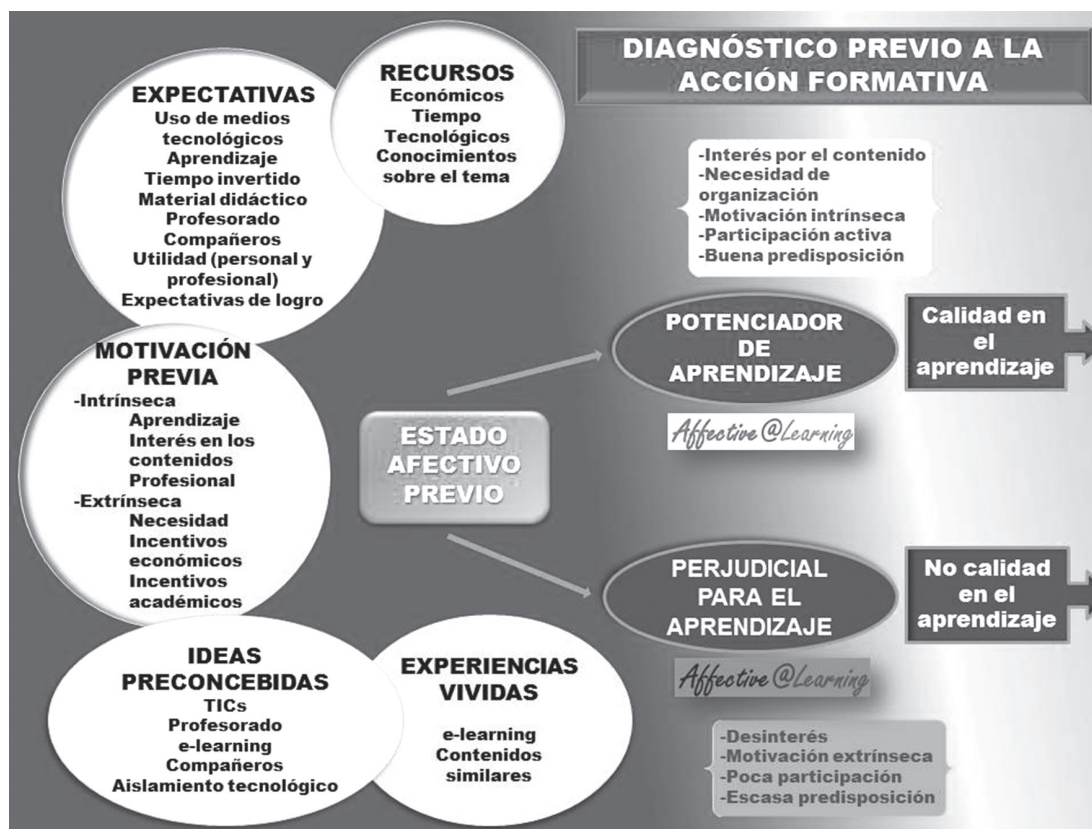 DIAGNÓSTICO PREVIO A LA
ACCIÓN FORMATIVA
EXPECTATIVAS
Uso de medios
tecnológicos
Aprendizaje
Tiempo invertido
Material didáctico
Profesorado
Compañeros
Utilidad (personal y
profesional)
Expectativas de logro
RECURSOS
Económicos
Tiempo
Tecnológicos
Conocimientos
sobre el tema
MOTIVACIÓN
PREVIA
-Intrínseca
Aprendizaje
Interés en los
contenidos
Profesional
-Extrínseca
Necesidad
Incentivos
económicos
Incentivos
académicos
IDEAS
PRECONCEBIDAS
TICs
Profesorado
e-learning
Compañeros
Aislamiento tecnológico
EXPERIENCIAS
VIVIDAS
e-learning
Contenidos
similares
ESTADO
AFECTIVO
PREVIO
-Interés por el contenido
-Necesidad de
organización
-Motivación intrínseca
-Participación activa
-Buena predisposición
POTENCIADOR
DE
APRENDIZAJE
Affective @Learning
Calidad en
el
aprendizaje
PERJUDICIAL
PARA EL
APRENDIZAJE
Affective @Learning
No calidad
en el
aprendizaje
-Desinterés
-Motivación extrínseca
-Poca participación
-Escasa predisposición